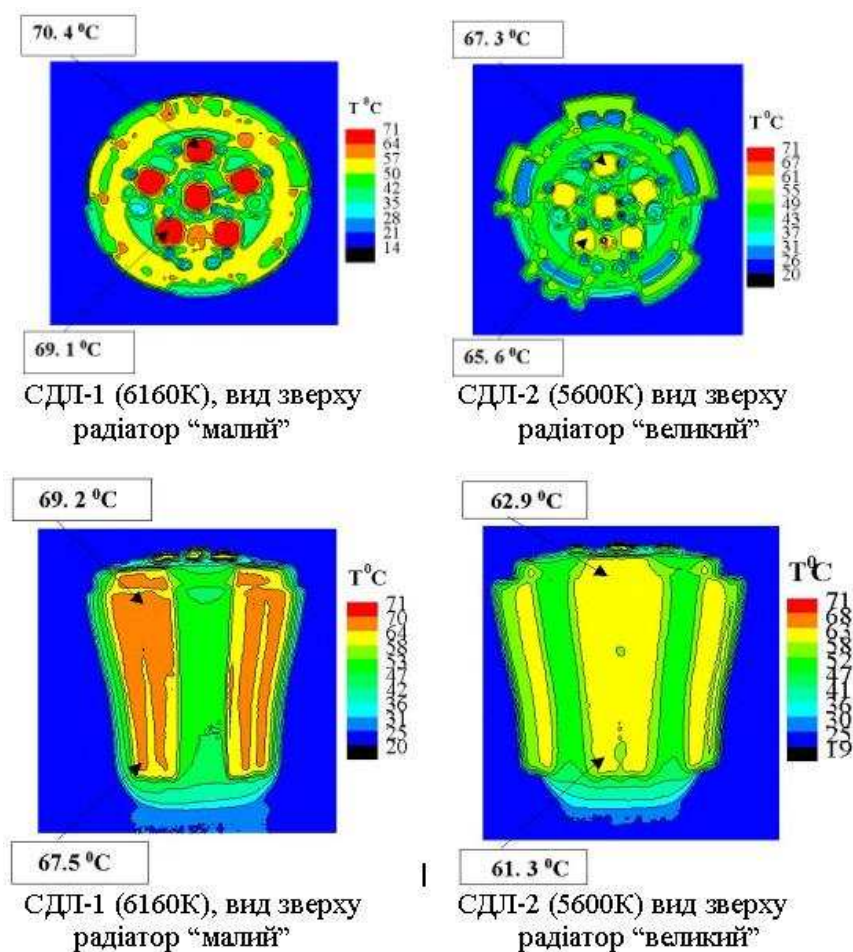 70. 4 ⁰C
67. 3 ⁰C
T ⁰C
71
64
57
50
42
35
28
21
14
T⁰C
71
67
61
55
49
43
37
31
26
20
69. 1 ⁰C
65. 6 ⁰C
СДЛ-1 (6160К), вид зверху
радіатор “малий”
СДЛ-2 (5600К) вид зверху
радіатор “великий”
69. 2 ⁰C
62.9 ⁰C
T⁰C
71
70
64
58
53
47
42
36
31
25
20
T⁰C
71
68
63
58
52
47
41
36
30
25
19
67.5 ⁰C
61. 3 ⁰C
СДЛ-1 (6160К), вид зверху
радіатор “малий”
СДЛ-2 (5600К) вид зверху
радіатор “великий”